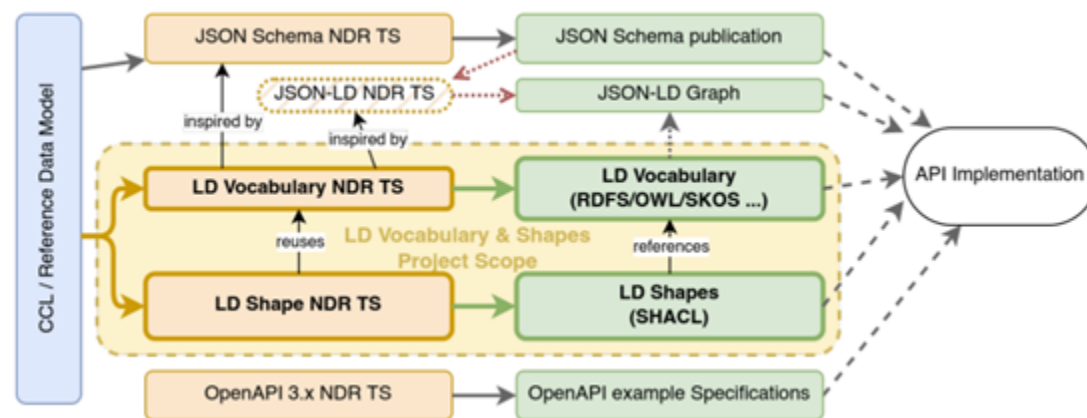 CCL / Reference Data Model
JSON Schema NDR TS
JSON Schema publication
JSON-LD NDR TS
JSON-LD Graph
inspired by
inspired by
LD Vocabulary NDR TS
LD Vocabulary
(RDFS/OWL/SKOS ...)
API Implementation
reuses
LD Vocabulary & Shapes
Project Scope
references
LD Shape NDR TS
LD Shapes
(SHACL)
OpenAPI 3.x NDR TS
OpenAPI example Specifications